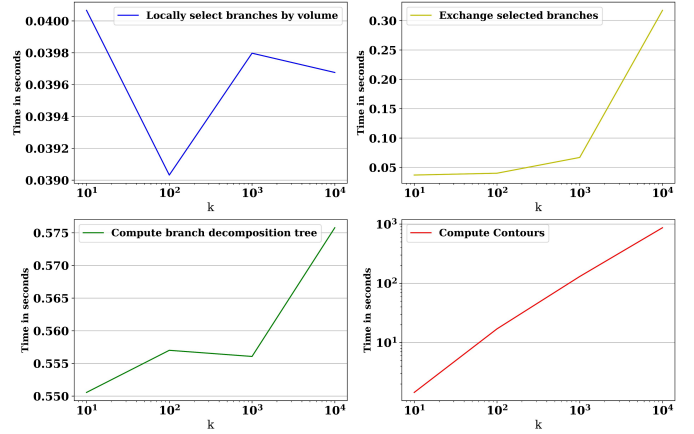 Locally select branches by volume
Time in seconds
0.0400
0.0398
0.0396
0.0394
0.0392
0.0390
10¹ 10² 10³ 10⁴
k
Exchange selected branches
Time in seconds
0.30
0.25
0.20
0.15
0.10
0.05
10¹ 10² 10³ 10⁴
k
Compute branch decomposition tree
Time in seconds
0.575
0.570
0.565
0.560
0.555
0.550
10¹ 10² 10³ 10⁴
k
Compute Contours
Time in seconds
10³
10²
10¹
10¹ 10² 10³ 10⁴
k